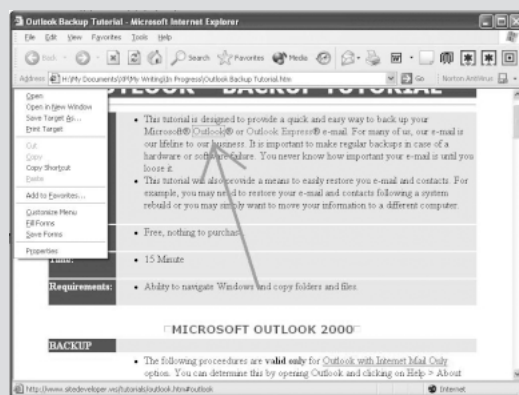 Outlook Backup Tutorial - Microsoft Internet Explorer
File Edit View Favorites Tools Help
Back Search Favorites Media
Address H:\My Documents\XP\My Writing\In Progress\Outlook Backup Tutorial.htm Go Norton AntiVirus
OUTLOOK BACKUP TUTORIAL
Open
Open in New Window
Save Target As...
Print Target
Cut
Copy
Copy Shortcut
Paste
Add to Favorites...
Customize Menu
Fill Forms
Save Forms
Properties
• This tutorial is designed to provide a quick and easy way to back up your
Microsoft® Outlook® or Outlook Express® e-mail. For many of us, our e-mail is
our lifeline to our business. It is important to make regular backups in case of a
hardware or software failure. You never know how important your e-mail is until you
loose it.
• This tutorial will also provide a means to easily restore you e-mail and contacts. For
example, you may need to restore your e-mail and contacts following a system
rebuild or you may simply want to move your information to a different computer.
• Free, nothing to purchase
Time: • 15 Minute
Requirements: • Ability to navigate Windows and copy folders and files
MICROSOFT OUTLOOK 2000
BACKUP
• The following proceedures are valid only for Outlook with Internet Mail Only
option. You can determine this by opening Outlook and clicking on Help > About
http://www.sitedeveloper.ws/tutorials/outlook.htm#outlook Internet